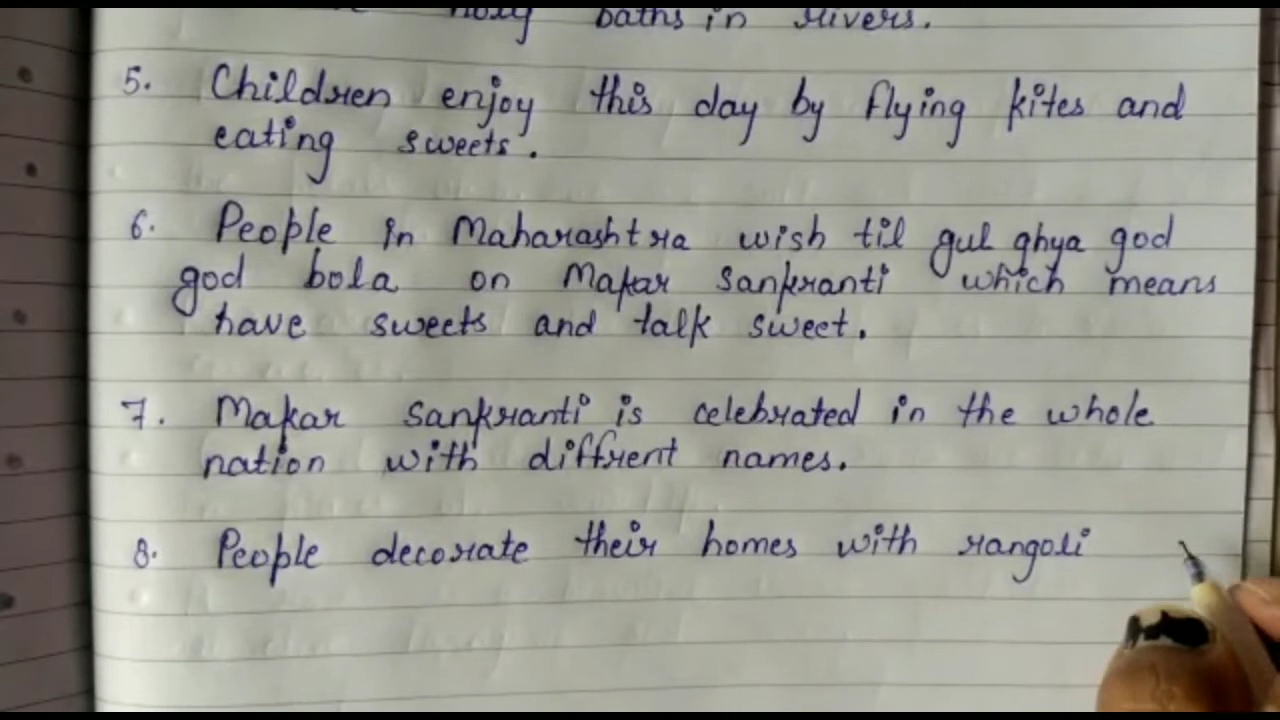 holy baths in rivers.
5. Children enjoy this day by flying kites and
eating sweets.
6. People in Maharashtra wish til gul ghya god
god bola on Makar Sankranti which means
have sweets and talk sweet.
7. Makar Sankranti is celebrated in the whole
nation with diffrent names.
8. People decorate their homes with rangoli